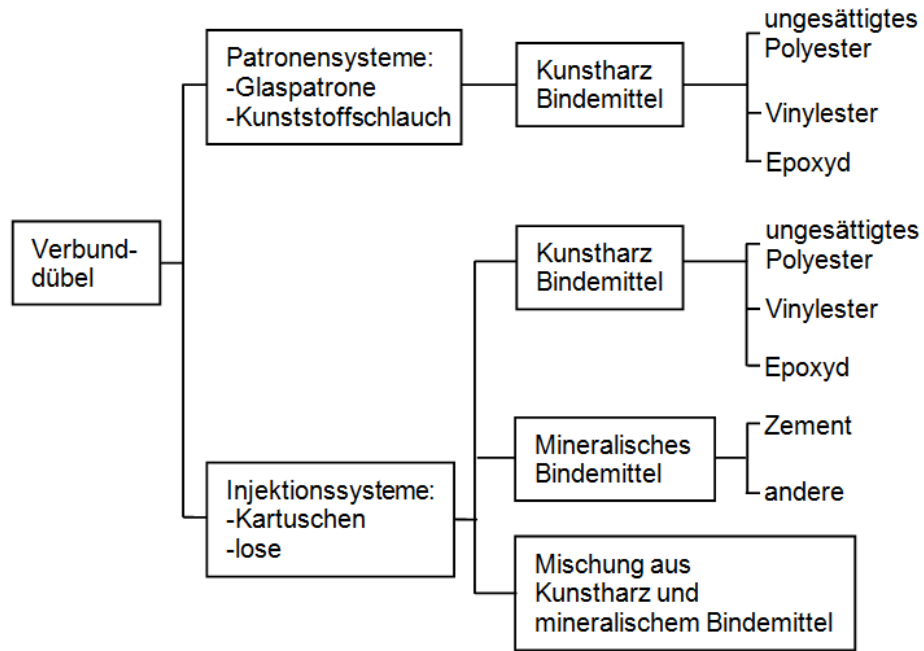 Verbund-
dübel
Patronensysteme:
-Glaspatrone
-Kunststoffschlauch
Kunstharz
Bindemittel
ungesättigtes
Polyester
Vinylester
Epoxyd
Injektionssysteme:
-Kartuschen
-lose
Kunstharz
Bindemittel
ungesättigtes
Polyester
Vinylester
Epoxyd
Mineralisches
Bindemittel
Zement
andere
Mischung aus
Kunstharz und
mineralischem Bindemittel